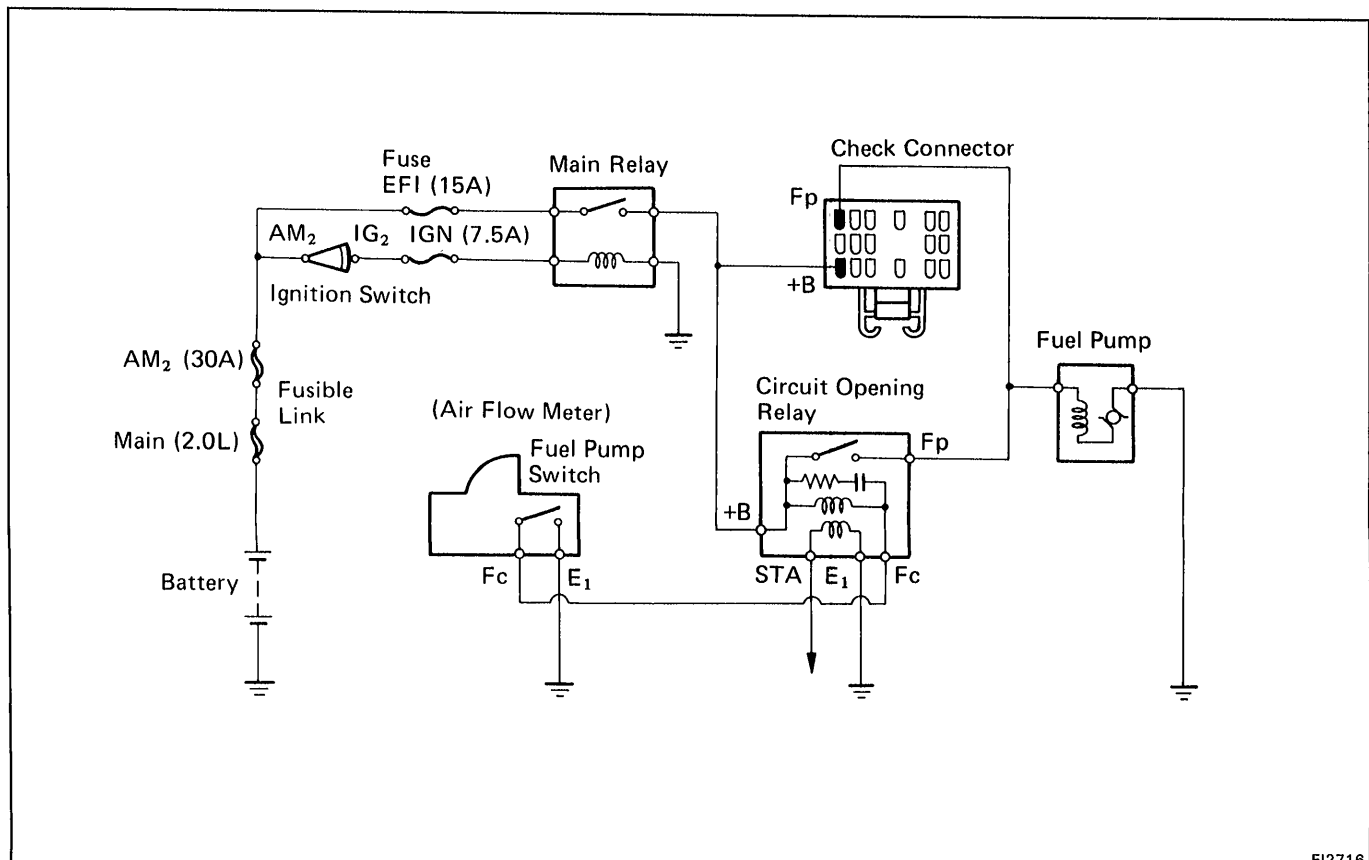 Check Connector
Fuse
EFI (15A)
Main Relay
Fp
AM₂
IG₂
IGN (7.5A)
+B
Ignition Switch
Fuel Pump
AM₂ (30A)
Fusible
Link
Main (2.0L)
(Air Flow Meter)
Fuel Pump
Switch
Circuit Opening
Relay
Fp
+B
Battery
Fc
E₁
STA
E₁
Fc
FI2716